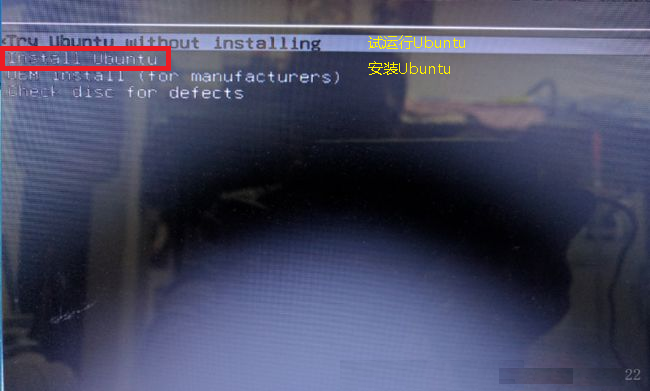 *Try Ubuntu without installing 试运行Ubuntu
Install Ubuntu 安装Ubuntu
OEM install (for manufacturers)
Check disc for defects
22